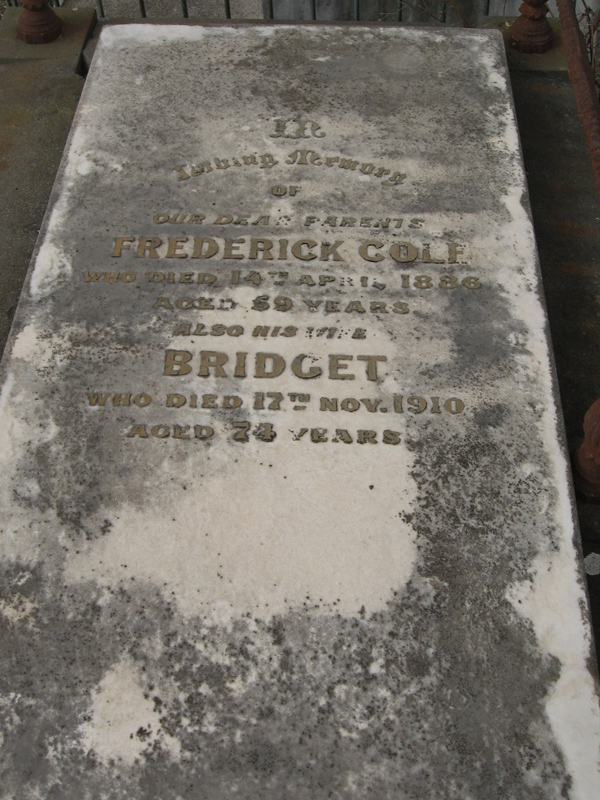 IN
Loving Memory
OF
OUR DEAR PARENTS
FREDERICK COLE
WHO DIED 14TH APRIL 1886
AGED 59 YEARS
ALSO HIS WIFE
BRIDGET
WHO DIED 17TH NOV. 1910
AGED 74 YEARS